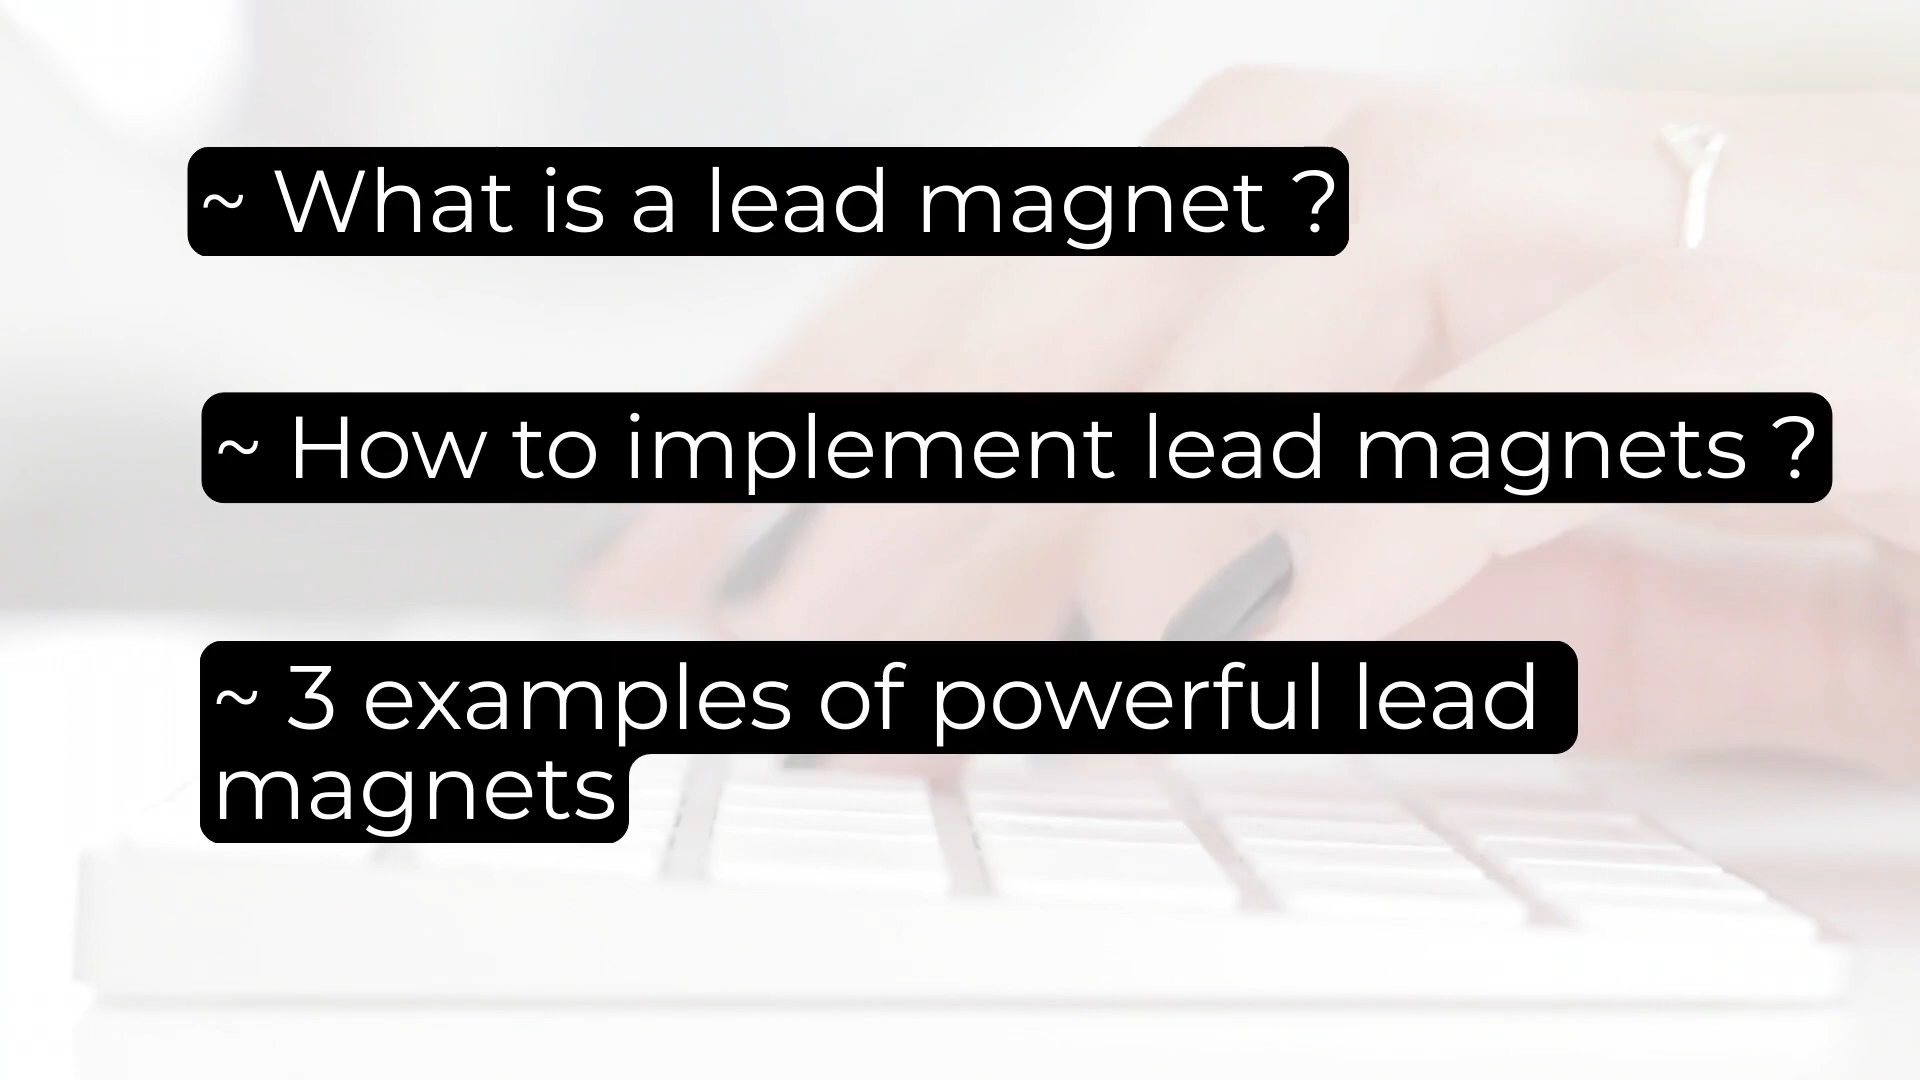 ~ What is a lead magnet ?
~ How to implement lead magnets ?
~ 3 examples of powerful lead
magnets